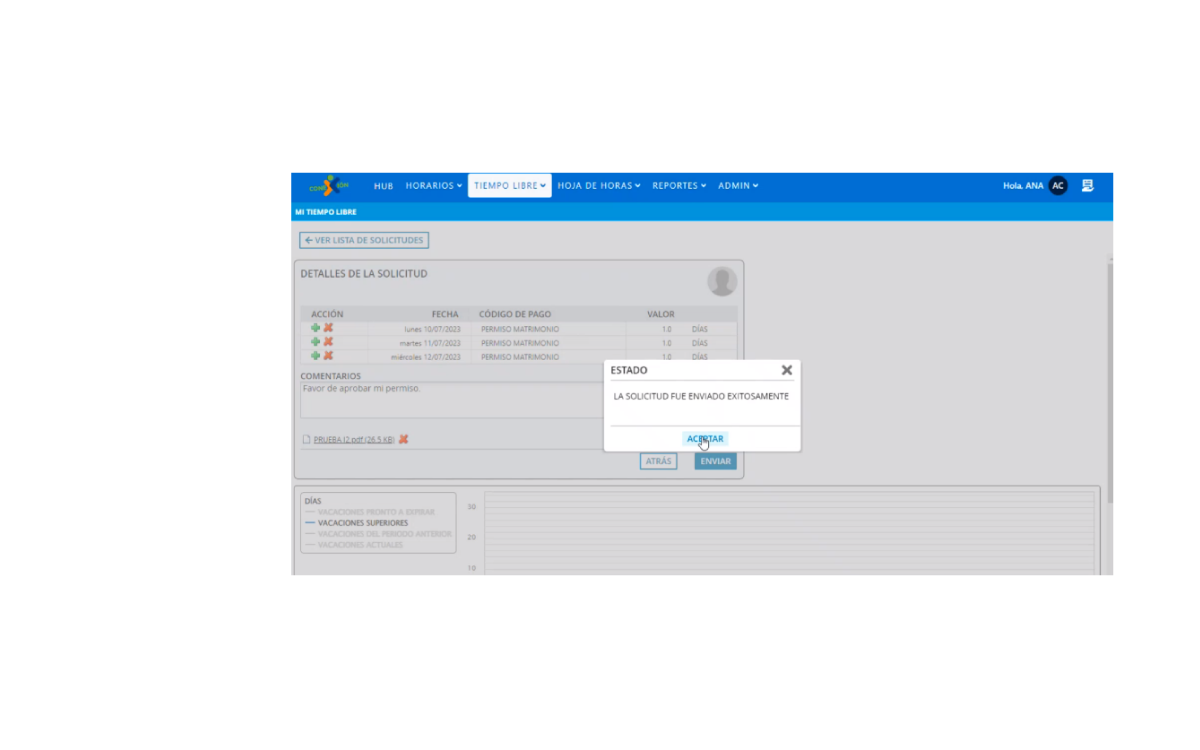 HUB HORARIOS TIEMPO LIBRE HOJA DE HORAS REPORTES ADMIN Hola, ANA AC
MI TIEMPO LIBRE
VER LISTA DE SOLICITUDES
DETALLES DE LA SOLICITUD
ACCIÓN FECHA CÓDIGO DE PAGO VALOR
lunes 10/07/2023 PERMISO MATRIMONIO 1.0 DÍAS
martes 11/07/2023 PERMISO MATRIMONIO 1.0 DÍAS
miércoles 12/07/2023 PERMISO MATRIMONIO 1.0 DÍAS
COMENTARIOS
Favor de aprobar mi permiso.
ESTADO
LA SOLICITUD FUE ENVIADO EXITOSAMENTE
ACEPTAR
PRUEBA (2.pdf (26.5 KB)
ATRÁS ENVIAR
DÍAS
VACACIONES PRONTO A EXPIRAR
VACACIONES SUPERIORES
VACACIONES DEL PERIODO ANTERIOR
VACACIONES ACTUALES
30
20
10